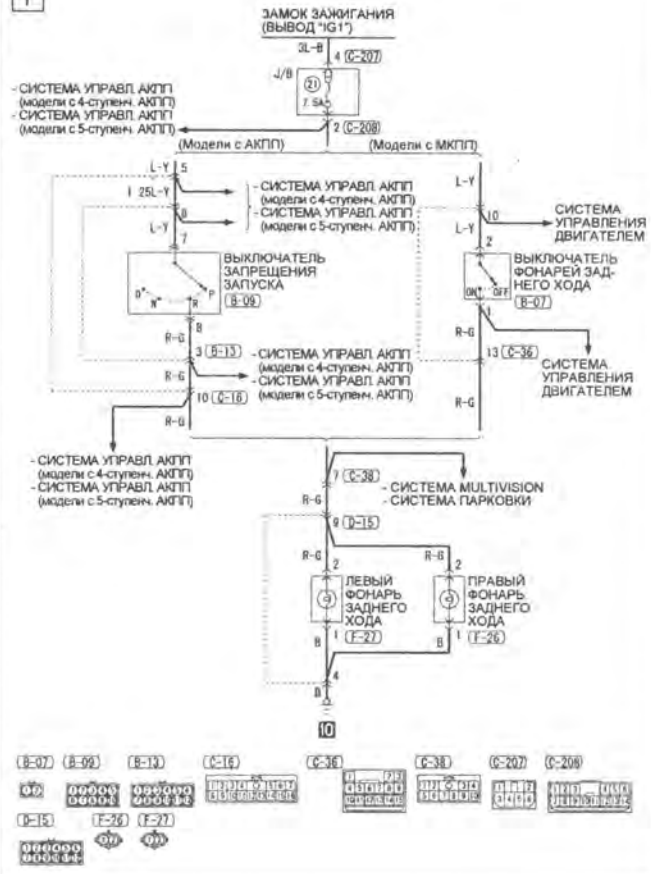 1
ЗАМОК ЗАЖИГАНИЯ
(ВЫВОД "IG1")
3L-B
4 (C-207)
J/B
21
7.5A
2 (C-208)
- СИСТЕМА УПРАВЛ. АКПП
(модели с 4-ступенч. АКПП)
- СИСТЕМА УПРАВЛ. АКПП
(модели с 5-ступенч. АКПП)
(Модели с АКПП)
(Модели с МКПП)
L-Y 5
1 25L-Y
8
L-Y
7
- СИСТЕМА УПРАВЛ. АКПП
(модели с 4-ступенч. АКПП)
- СИСТЕМА УПРАВЛ. АКПП
(модели с 5-ступенч. АКПП)
L-Y
10
L-Y
2
СИСТЕМА
УПРАВЛЕНИЯ
ДВИГАТЕЛЕМ
D N R P
ВЫКЛЮЧАТЕЛЬ
ЗАПРЕЩЕНИЯ
ЗАПУСКА
(B-09)
ON OFF
ВЫКЛЮЧАТЕЛЬ
ФОНАРЕЙ ЗАД-
НЕГО ХОДА
(B-07)
8
R-G
3 (B-13)
R-G
10 (C-16)
R-G
- СИСТЕМА УПРАВЛ. АКПП
(модели с 4-ступенч. АКПП)
- СИСТЕМА УПРАВЛ. АКПП
(модели с 5-ступенч. АКПП)
1
R-G
13 (C-36)
R-G
СИСТЕМА
УПРАВЛЕНИЯ
ДВИГАТЕЛЕМ
- СИСТЕМА УПРАВЛ. АКПП
(модели с 4-ступенч. АКПП)
- СИСТЕМА УПРАВЛ. АКПП
(модели с 5-ступенч. АКПП)
7 (C-38)
- СИСТЕМА MULTIVISION
- СИСТЕМА ПАРКОВКИ
R-G
9 (D-15)
R-G 2
R-G 2
ЛЕВЫЙ
ФОНАРЬ
ЗАДНЕГО
ХОДА
1 (F-27)
B
ПРАВЫЙ
ФОНАРЬ
ЗАДНЕГО
ХОДА
1 (F-26)
B
4
B
10
(B-07) (B-09) (B-13) (C-16) (C-36) (C-38) (C-207) (C-208)
(D-15) (F-26) (F-27)